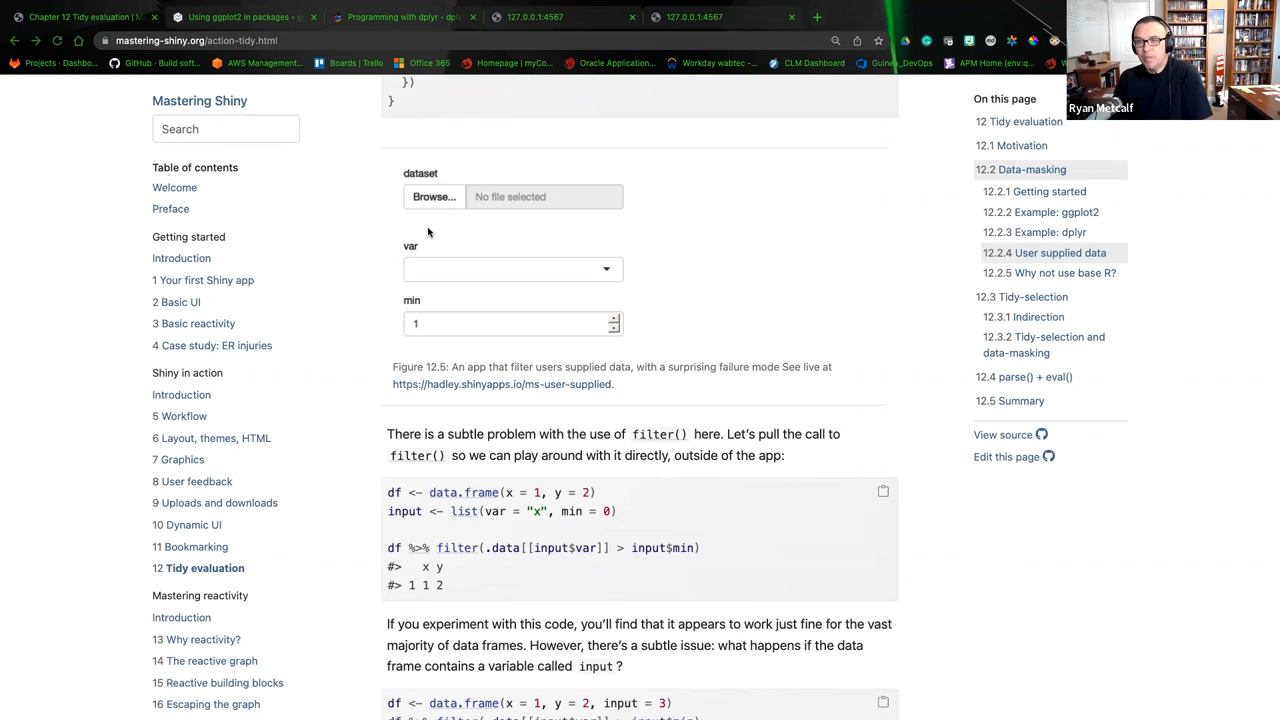 Chapter 12 Tidy evaluation | M
Using ggplot2 in packages • g
Programming with dplyr • dpl
127.0.0.1:4567
127.0.0.1:4567
mastering-shiny.org/action-tidy.html
Projects · Dashbo...
GitHub · Build soft...
AWS Management...
Boards | Trello
Office 365
Homepage | myCo...
Oracle Application...
Workday wabtec -...
CLM Dashboard
Guinea_DevOps
APM Home (env:q...
Ryan Metcalf
Mastering Shiny
Search
Table of contents
Welcome
Preface
Getting started
Introduction
1 Your first Shiny app
2 Basic UI
3 Basic reactivity
4 Case study: ER injuries
Shiny in action
Introduction
5 Workflow
6 Layout, themes, HTML
7 Graphics
8 User feedback
9 Uploads and downloads
10 Dynamic UI
11 Bookmarking
12 Tidy evaluation
Mastering reactivity
Introduction
13 Why reactivity?
14 The reactive graph
15 Reactive building blocks
16 Escaping the graph
})
}
dataset
Browse... No file selected
var
min
1
Figure 12.5: An app that filter users supplied data, with a surprising failure mode See live at
https://hadley.shinyapps.io/ms-user-supplied.
There is a subtle problem with the use of filter() here. Let's pull the call to
filter() so we can play around with it directly, outside of the app:
df <- data.frame(x = 1, y = 2)
input <- list(var = "x", min = 0)
df %>% filter(.data[[input$var]] > input$min)
#>   x y
#> 1 1 2
If you experiment with this code, you'll find that it appears to work just fine for the vast
majority of data frames. However, there's a subtle issue: what happens if the data
frame contains a variable called input ?
df <- data.frame(x = 1, y = 2, input = 3)
On this page
12 Tidy evaluation
12.1 Motivation
12.2 Data-masking
12.2.1 Getting started
12.2.2 Example: ggplot2
12.2.3 Example: dplyr
12.2.4 User supplied data
12.2.5 Why not use base R?
12.3 Tidy-selection
12.3.1 Indirection
12.3.2 Tidy-selection and
data-masking
12.4 parse() + eval()
12.5 Summary
View source
Edit this page